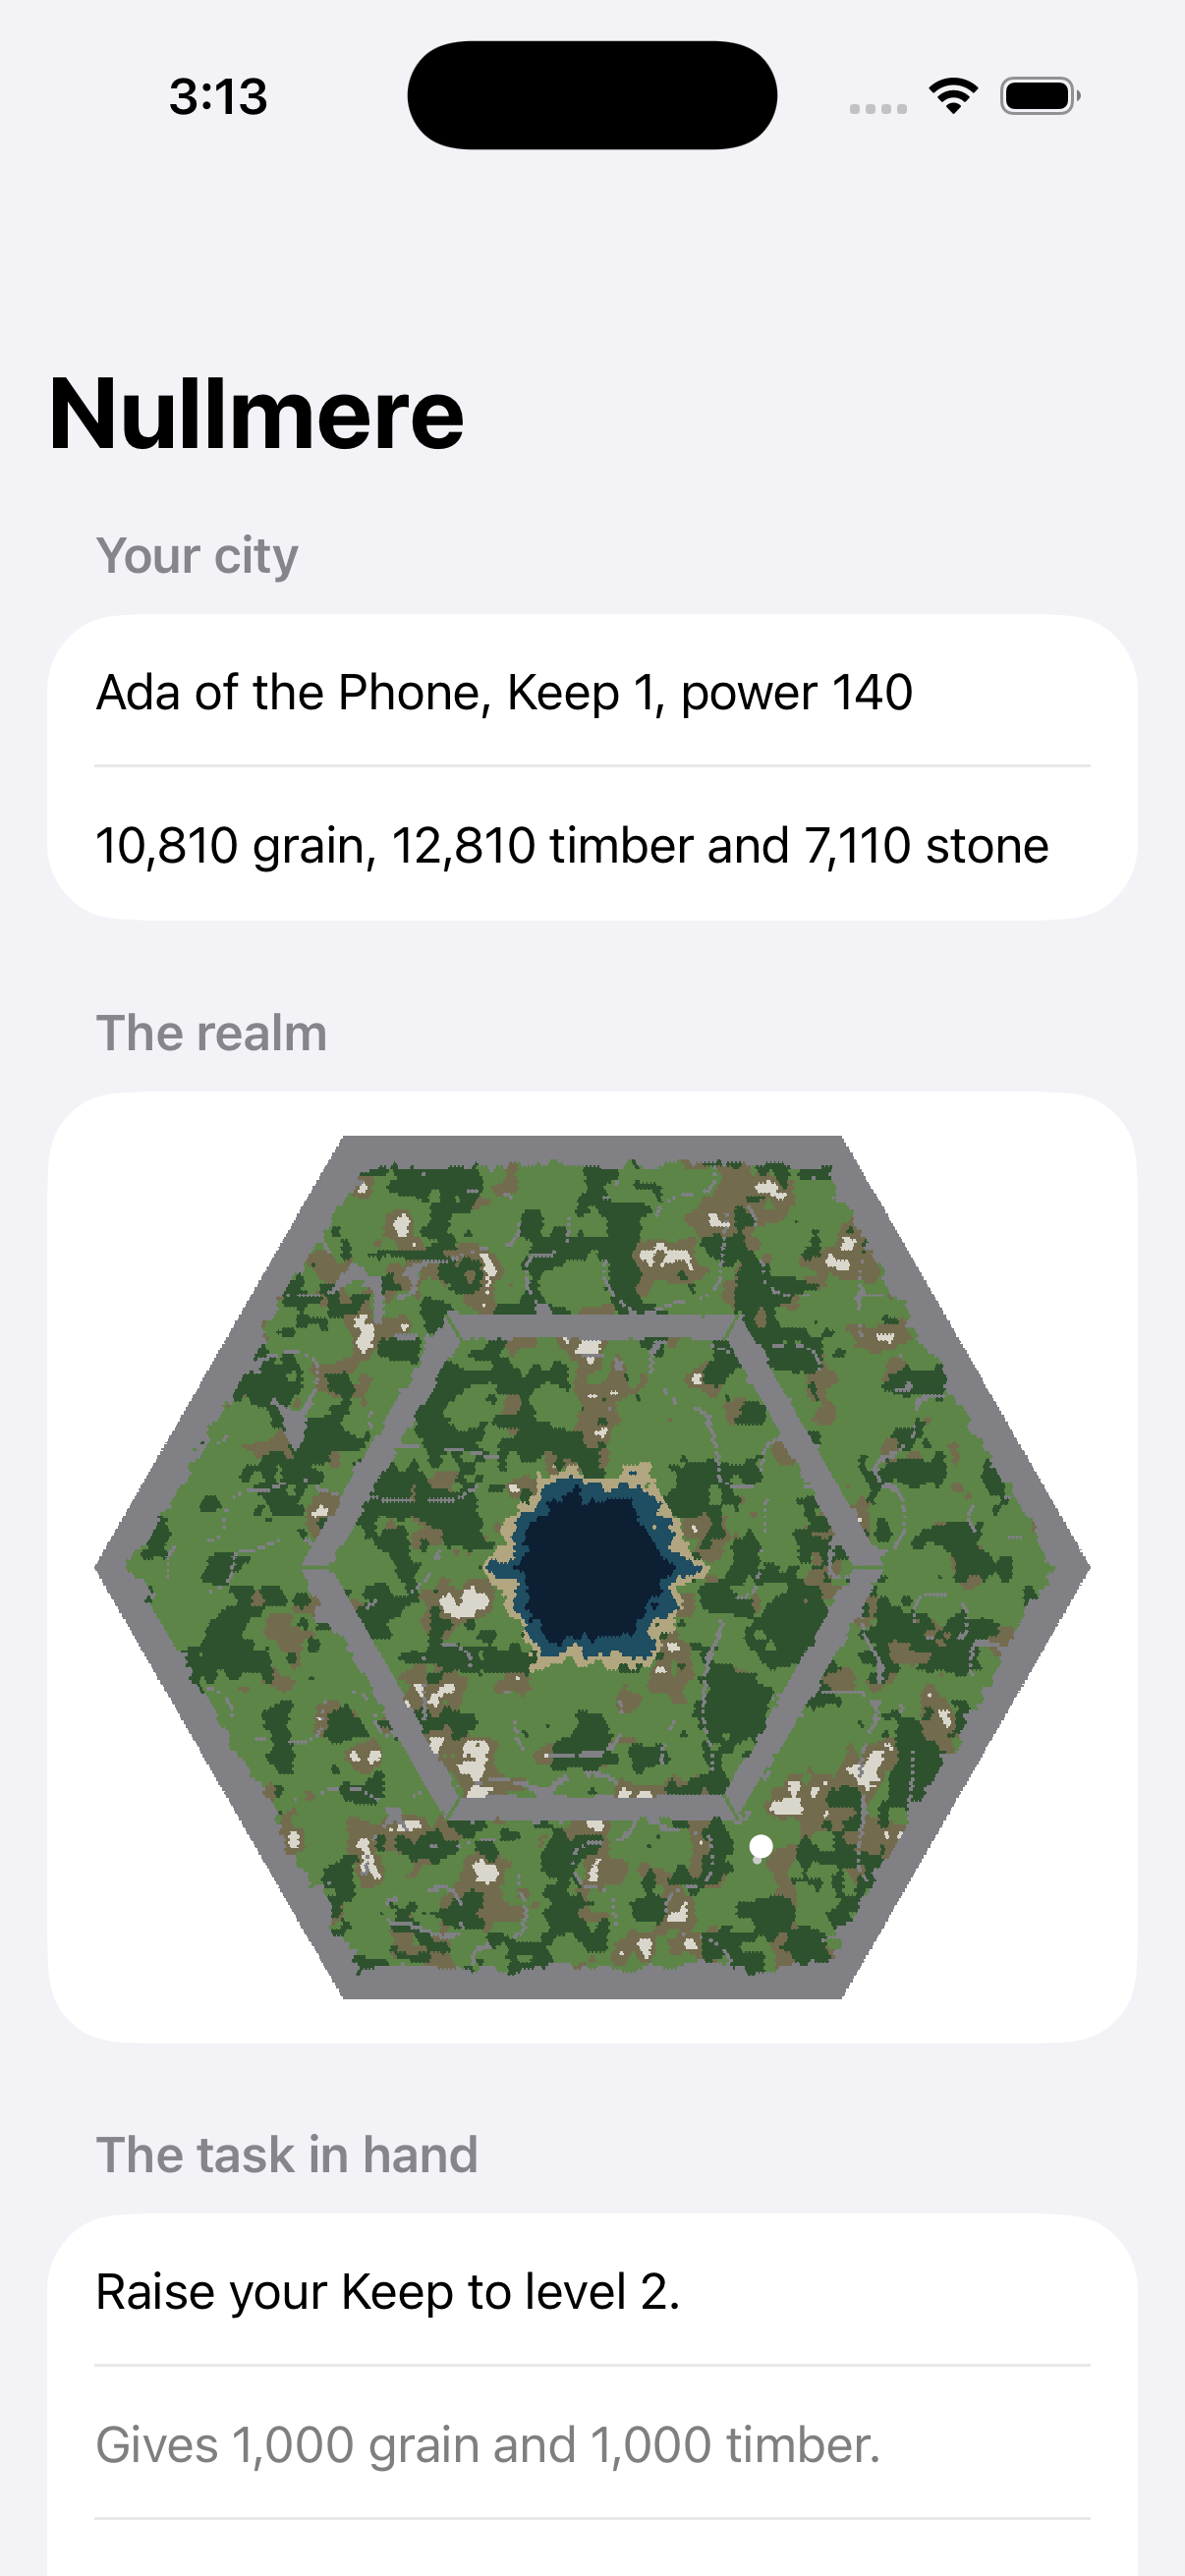 3:13
Nullmere
Your city
Ada of the Phone, Keep 1, power 140
10,810 grain, 12,810 timber and 7,110 stone
The realm
The task in hand
Raise your Keep to level 2.
Gives 1,000 grain and 1,000 timber.